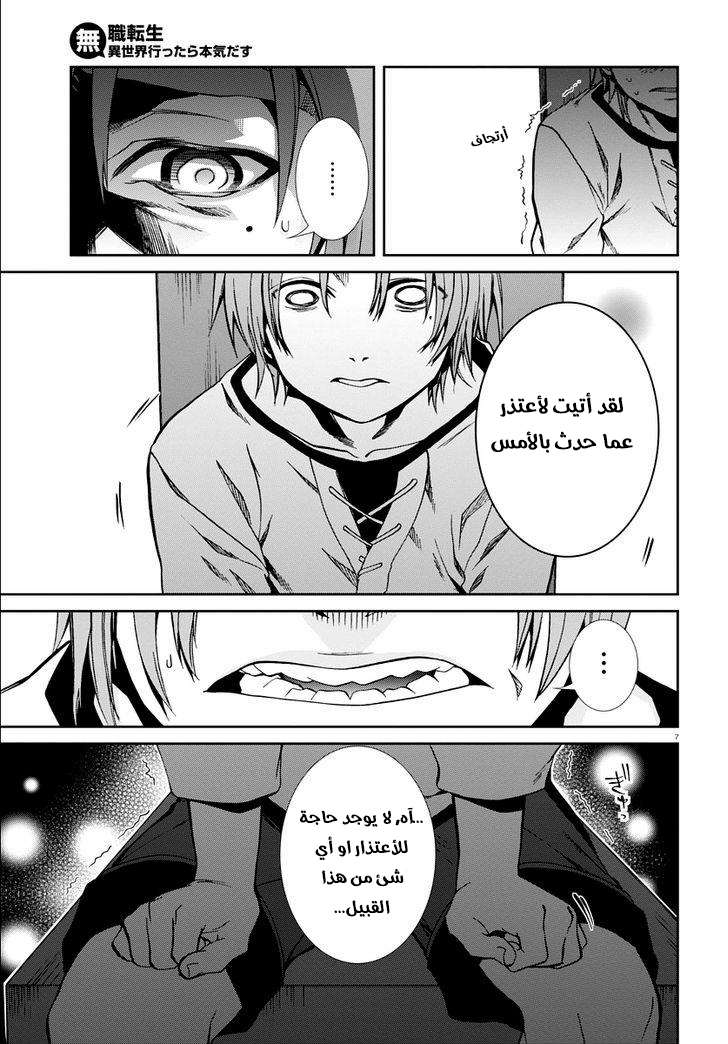 無職転生
異世界行ったら本気だす
أرتجاف
......
لقد أتيت لأعتذر
عما حدث بالأمس
...
7
...آه, لا يوجد حاجة
للأعتذار او أي
شئ من هذا
القبيل...